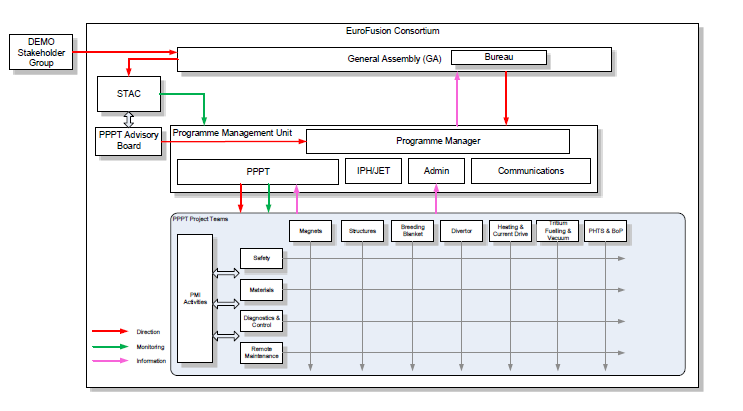 EuroFusion Consortium
DEMO
Stakeholder
Group
General Assembly (GA)
Bureau
STAC
PPPT Advisory
Board
Programme Management Unit
Programme Manager
PPPT
IPH/JET
Admin
Communications
PPPT Project Teams
Magnets
Structures
Breeding
Blanket
Divertor
Heating &
Current Drive
Tritium
Fuelling &
Vacuum
PHTS & BoP
Safety
PMI
Activities
Materials
Diagnostics &
Control
Remote
Maintenance
Direction
Monitoring
Information